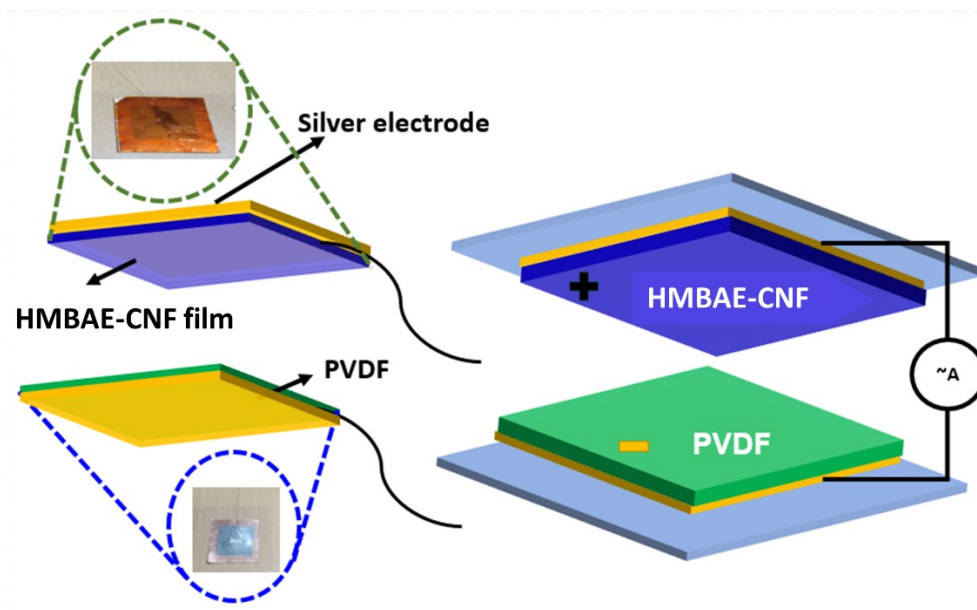 Silver electrode
HMBAE-CNF film
PVDF
+
HMBAE-CNF
~A
PVDF
-